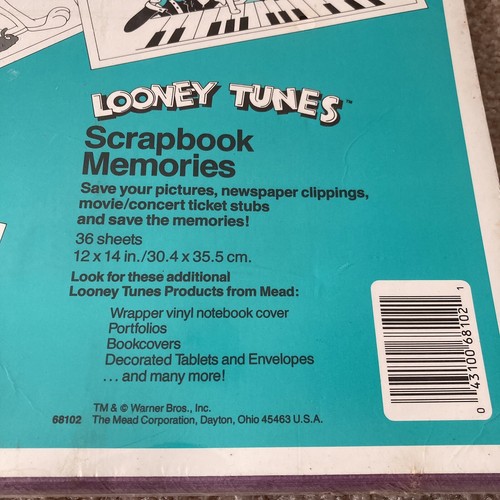 LOONEY TUNES™
Scrapbook
Memories
Save your pictures, newspaper clippings,
movie/concert ticket stubs
and save the memories!
36 sheets
12 x 14 in./30.4 x 35.5 cm.
Look for these additional
Looney Tunes Products from Mead:
Wrapper vinyl notebook cover
Portfolios
Bookcovers
Decorated Tablets and Envelopes
... and many more!
TM & © Warner Bros., Inc.
68102 The Mead Corporation, Dayton, Ohio 45463 U.S.A.
0 43100 68102 1